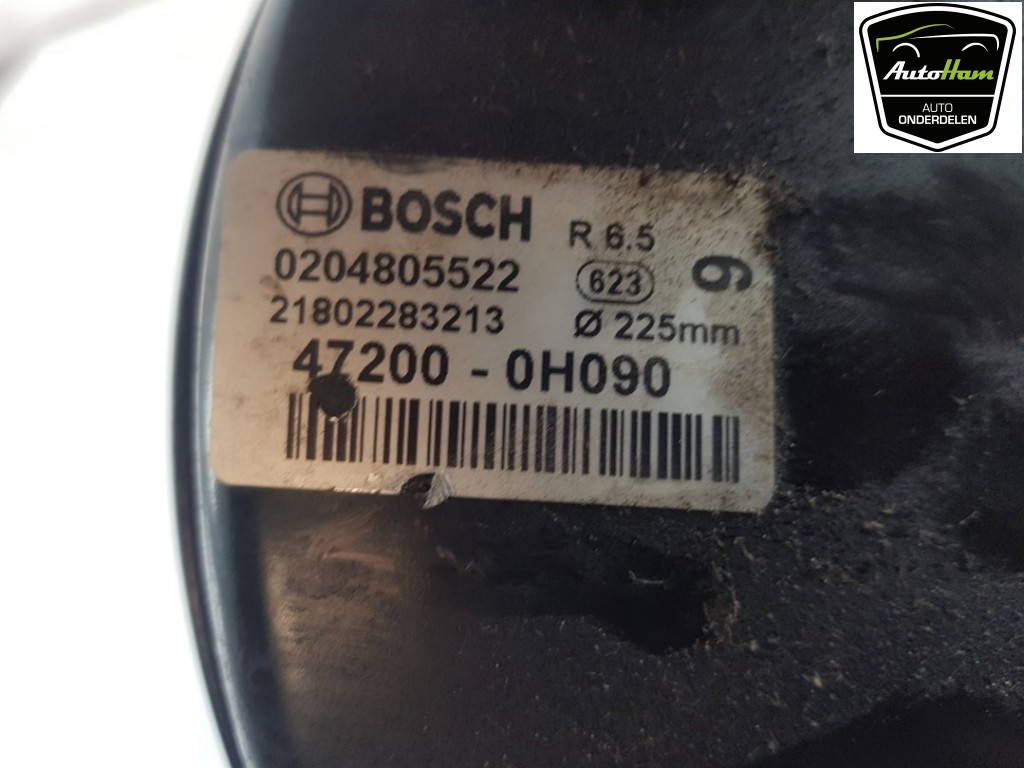 AutoHam
AUTO
ONDERDELEN
BOSCH
R 6.5
0204805522
623
9
21802283213
Ø 225mm
47200 - 0H090